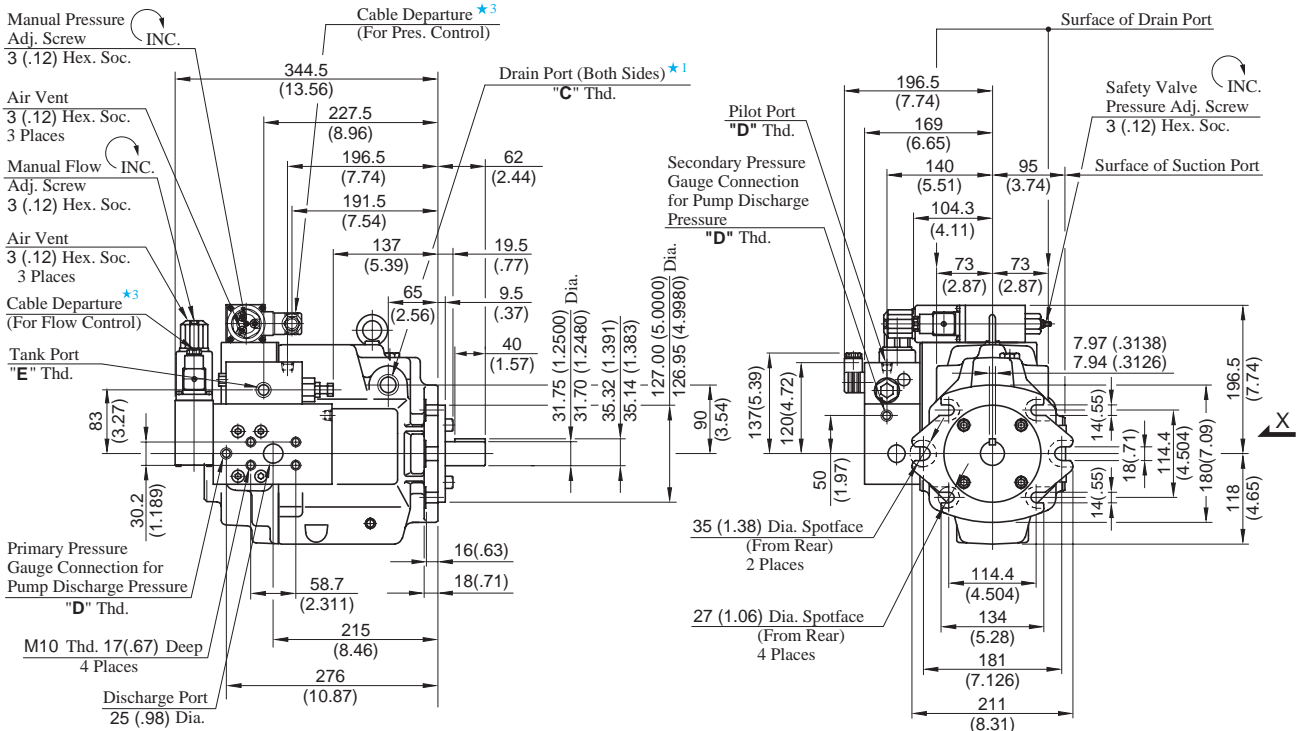 Manual Pressure
Adj. Screw
INC.
3 (.12) Hex. Soc.
Air Vent
3 (.12) Hex. Soc.
3 Places
Manual Flow
INC.
Adj. Screw
3 (.12) Hex. Soc.
Air Vent
3 (.12) Hex. Soc.
3 Places
Cable Departure★3
(For Flow Control)
Tank Port
"E" Thd.
83
(3.27)
30.2
(1.189)
Primary Pressure
Gauge Connection for
Pump Discharge Pressure
"D" Thd.
M10 Thd. 17(.67) Deep
4 Places
Discharge Port
25 (.98) Dia.
Cable Departure★3
(For Pres. Control)
Drain Port (Both Sides)★1
"C" Thd.
344.5
(13.56)
227.5
(8.96)
196.5
(7.74)
62
(2.44)
191.5
(7.54)
137
(5.39)
19.5
(.77)
65
(2.56)
9.5
(.37)
40
(1.57)
31.75 (1.2500)
31.70 (1.2480)
Dia.
35.32 (1.391)
35.14 (1.383)
127.00 (5.0000)
126.95 (4.9980)
Dia.
16(.63)
18(.71)
58.7
(2.311)
215
(8.46)
276
(10.87)
Surface of Drain Port
196.5
(7.74)
Safety Valve
INC.
Pressure Adj. Screw
3 (.12) Hex. Soc.
Pilot Port
"D" Thd.
169
(6.65)
Secondary Pressure
Gauge Connection
for Pump Discharge
Pressure
"D" Thd.
140
(5.51)
95
(3.74)
Surface of Suction Port
104.3
(4.11)
73
(2.87)
73
(2.87)
7.97 (.3138)
7.94 (.3126)
196.5
(7.74)
90
(3.54)
137(5.39)
120(4.72)
50
(1.97)
14(.55)
18(.71)
14(.55)
114.4
(4.504)
180(7.09)
118
(4.65)
X
35 (1.38) Dia. Spotface
(From Rear)
2 Places
27 (1.06) Dia. Spotface
(From Rear)
4 Places
114.4
(4.504)
134
(5.28)
181
(7.126)
211
(8.31)